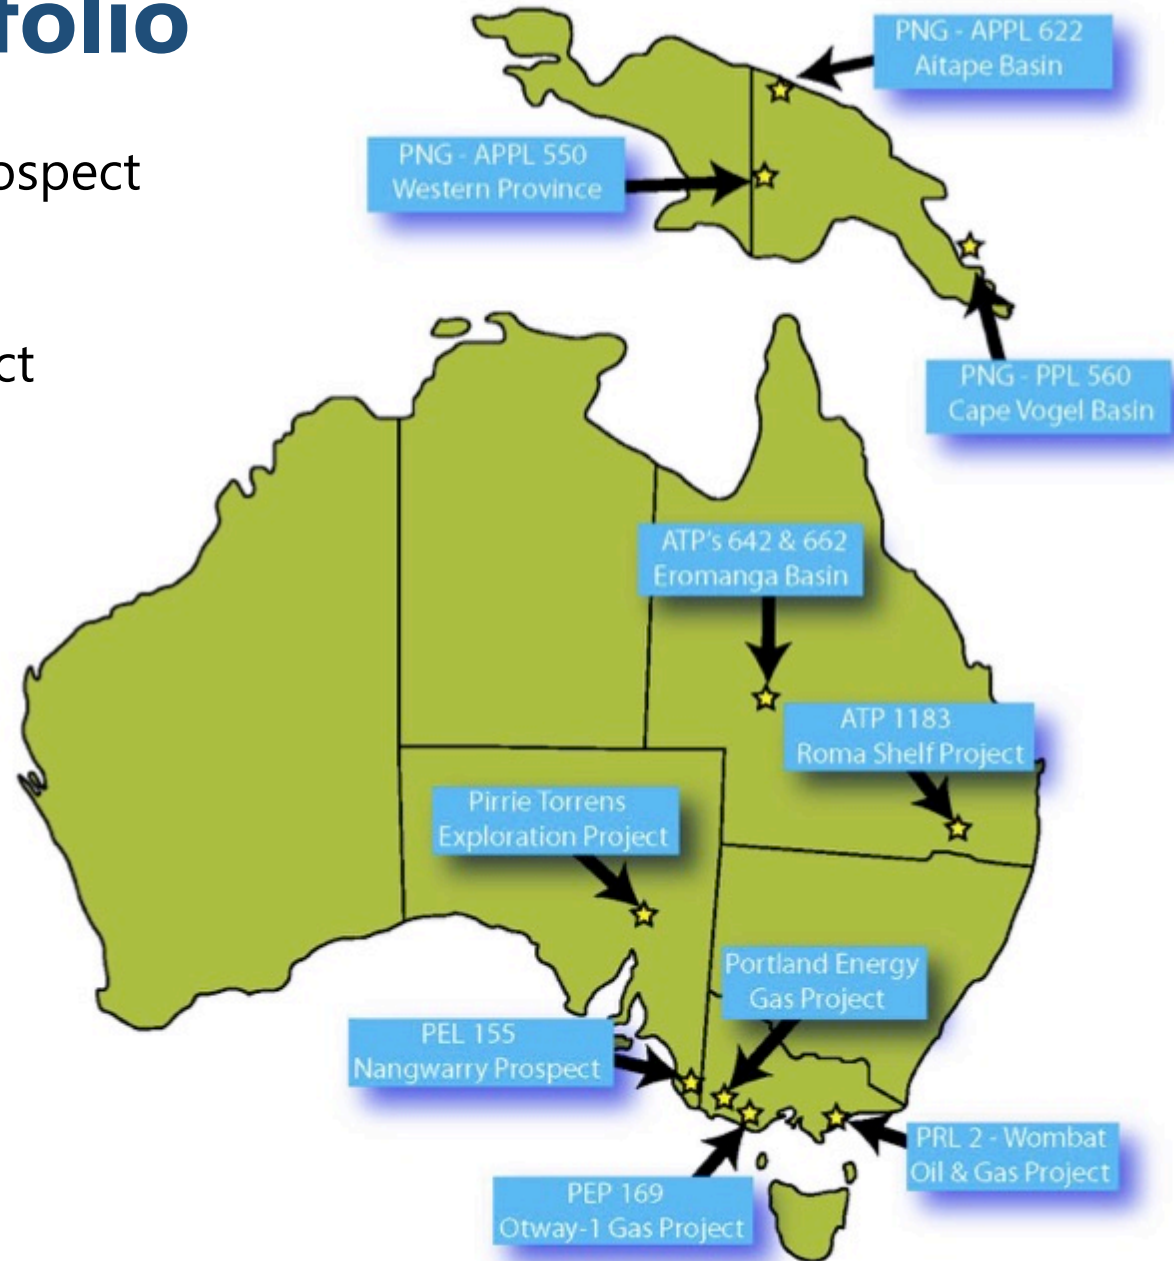 folio
ospect
ct
PNG - APPL 622
Aitape Basin
PNG - APPL 550
Western Province
PNG - PPL 560
Cape Vogel Basin
ATP's 642 & 662
Eromanga Basin
ATP 1183
Roma Shelf Project
Pirrie Torrens
Exploration Project
Portland Energy
Gas Project
PEL 155
Nangwarry Prospect
PRL 2 - Wombat
Oil & Gas Project
PEP 169
Otway-1 Gas Project